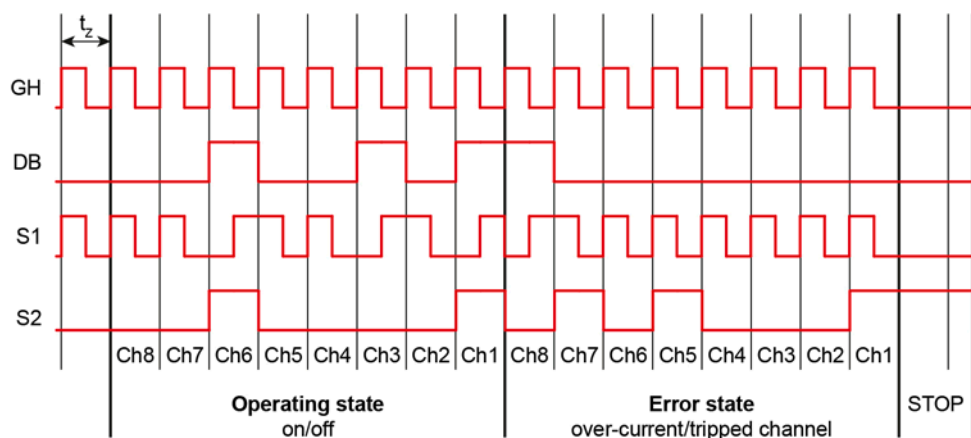 t_z
GH
DB
S1
S2
Ch8 Ch7 Ch6 Ch5 Ch4 Ch3 Ch2 Ch1 Ch8 Ch7 Ch6 Ch5 Ch4 Ch3 Ch2 Ch1
Operating state Error state STOP
on/off over-current/tripped channel